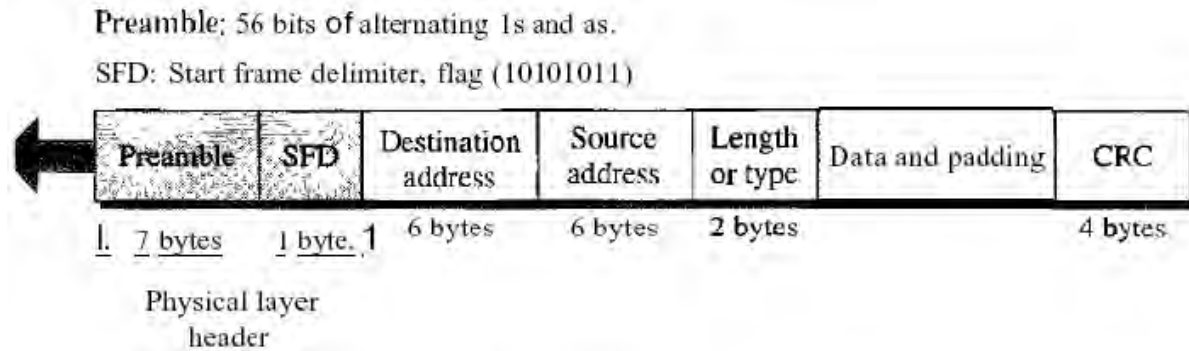 Preamble: 56 bits of alternating 1s and as.
SFD: Start frame delimiter, flag (10101011)
Preamble SFD Destination address Source address Length or type Data and padding CRC
I. 7 bytes 1 byte. 1 6 bytes 6 bytes 2 bytes 4 bytes
Physical layer
header